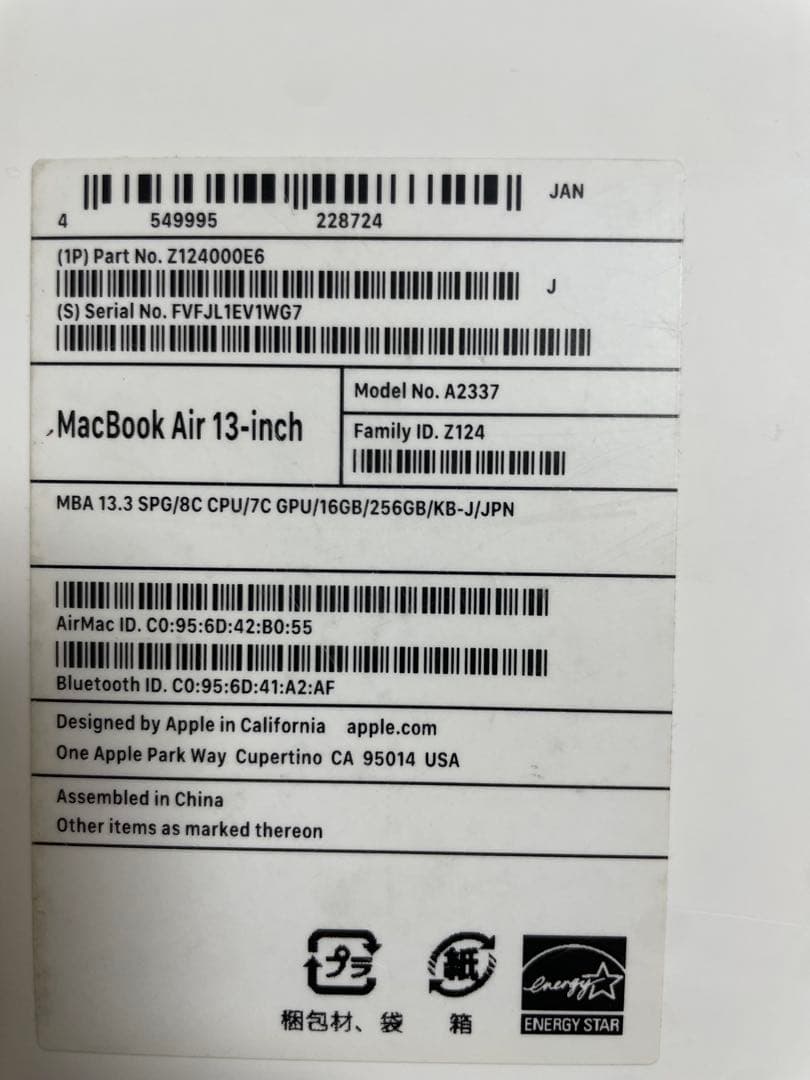 JAN
4 549995 228724
(1P) Part No. Z124000E6
J
(S) Serial No. FVFJL1EV1WG7
MacBook Air 13-inch
Model No. A2337
Family ID. Z124
MBA 13.3 SPG/8C CPU/7C GPU/16GB/256GB/KB-J/JPN
AirMac ID. C0:95:6D:42:B0:55
Bluetooth ID. C0:95:6D:41:A2:AF
Designed by Apple in California apple.com
One Apple Park Way Cupertino CA 95014 USA
Assembled in China
Other items as marked thereon
プラ
紙
energy
梱包材、袋
箱
ENERGY STAR